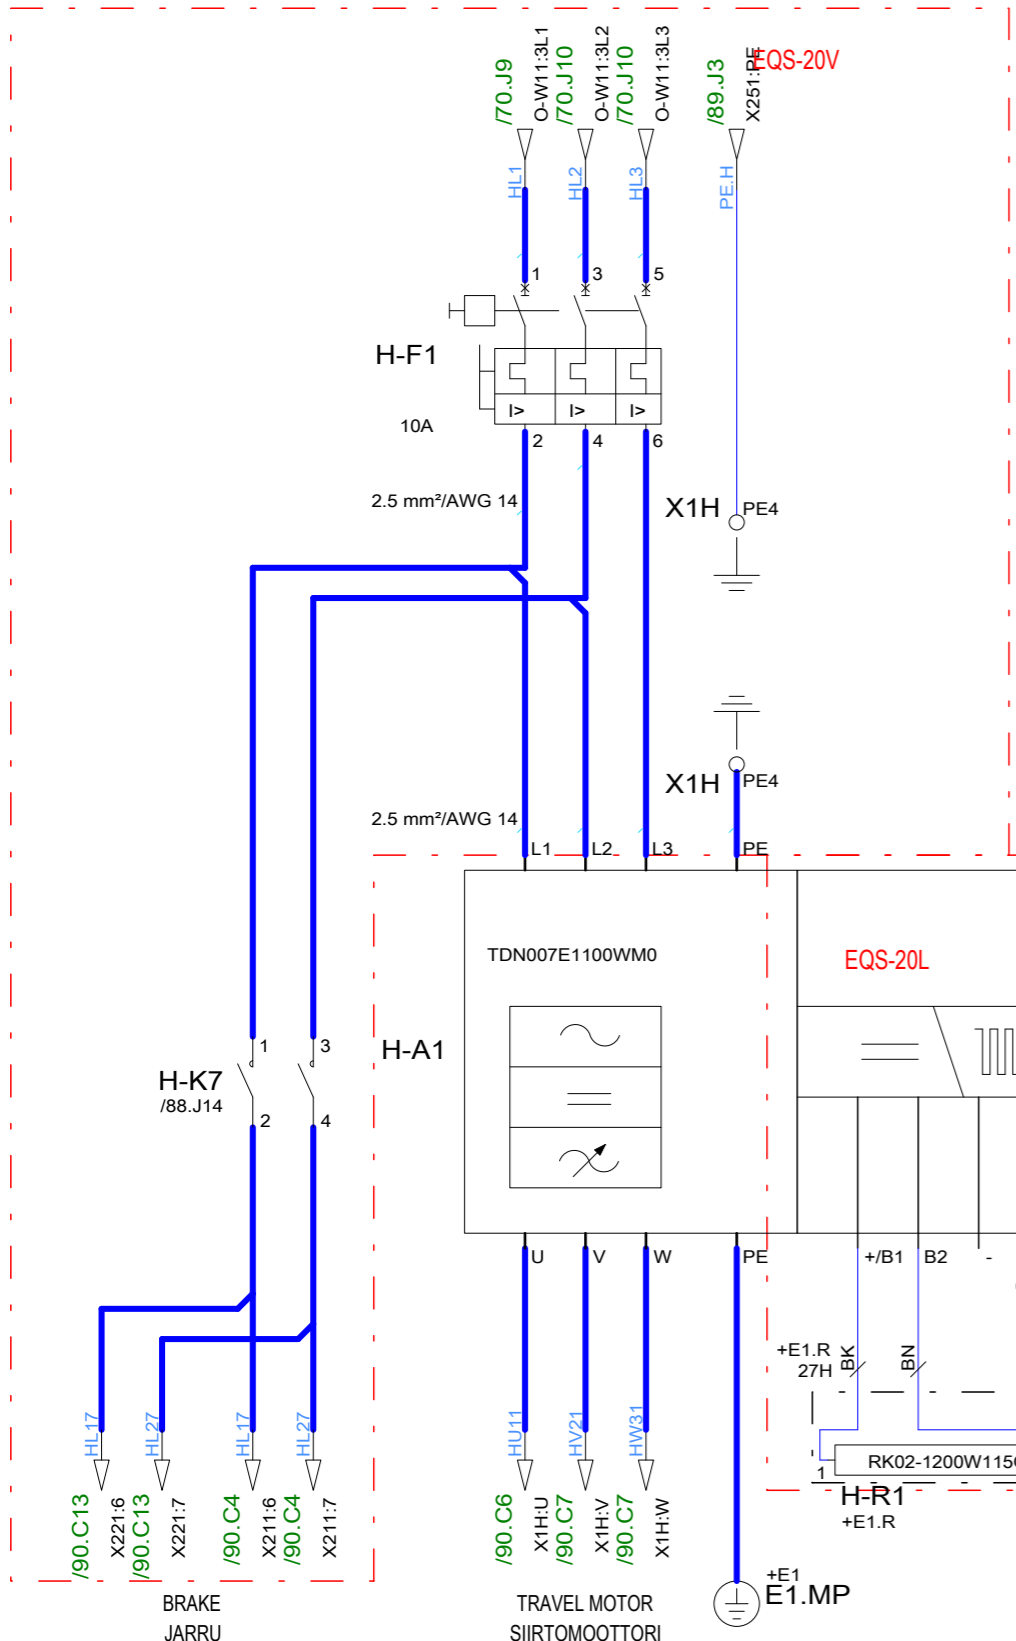 /70.J9
O-W11:3L1
/70.J10
O-W11:3L2
/70.J10
O-W11:3L3
/89.J3
X251:PE
EQS-20V
HL1
HL2
HL3
PE.H
1
3
5
H-F1
I>
I>
I>
10A
2
4
6
2.5 mm²/AWG 14
X1H
PE4
X1H
PE4
2.5 mm²/AWG 14
L1
L2
L3
PE
TDN007E1100WM0
EQS-20L
H-A1
1
3
H-K7
/88.J14
2
4
U
V
W
PE
+/B1
B2
-
+E1.R
27H
BK
BN
HL17
HL27
HL17
HL27
HU11
HV21
HW31
1
RK02-1200W115
H-R1
+E1.R
/90.C13
X221:6
/90.C13
X221:7
/90.C4
X211:6
/90.C4
X211:7
/90.C6
X1H:U
/90.C7
X1H:V
/90.C7
X1H:W
+E1
E1.MP
BRAKE
JARRU
TRAVEL MOTOR
SIIRTOMOOTTORI